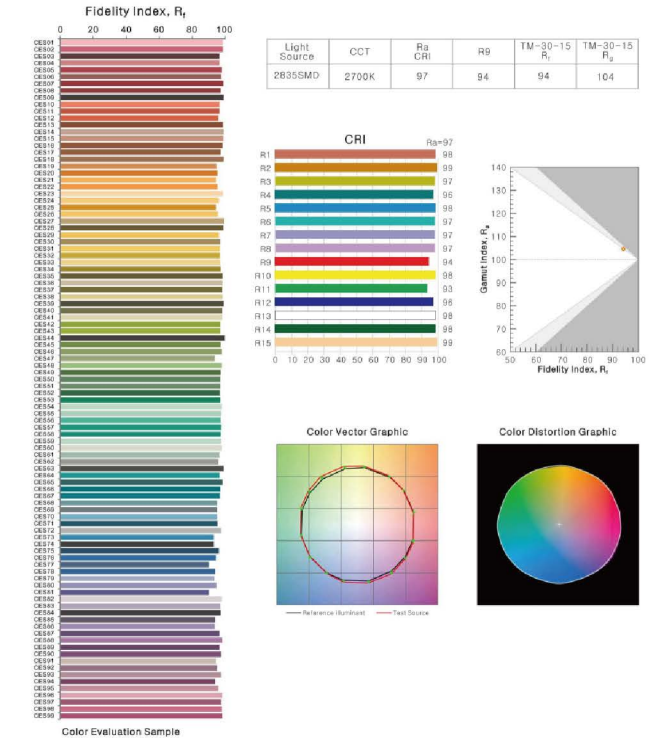 Fidelity Index, Rf
0 20 40 60 80 100
CES01
CES02
CES03
CES04
CES05
CES06
CES07
CES08
CES09
CES10
CES11
CES12
CES13
CES14
CES15
CES16
CES17
CES18
CES19
CES20
CES21
CES22
CES23
CES24
CES25
CES26
CES27
CES28
CES29
CES30
CES31
CES32
CES33
CES34
CES35
CES36
CES37
CES38
CES39
CES40
CES41
CES42
CES43
CES44
CES45
CES46
CES47
CES48
CES49
CES50
CES51
CES52
CES53
CES54
CES55
CES56
CES57
CES58
CES59
CES60
CES61
CES62
CES63
CES64
CES65
CES66
CES67
CES68
CES69
CES70
CES71
CES72
CES73
CES74
CES75
CES76
CES77
CES78
CES79
CES80
CES81
CES82
CES83
CES84
CES85
CES86
CES87
CES88
CES89
CES90
CES91
CES92
CES93
CES94
CES95
CES96
CES97
CES98
CES99
Color Evaluation Sample
Light Source CCT Ra CRI R9 TM-30-15 Rf TM-30-15 Rg
2835SMD 2700K 97 94 94 104
CRI
Ra=97
R1 98
R2 99
R3 97
R4 96
R5 98
R6 97
R7 97
R8 97
R9 94
R10 98
R11 93
R12 96
R13 98
R14 98
R15 99
0 10 20 30 40 50 60 70 80 90 100
Gamut Index, Rg
140
130
120
110
100
90
80
70
60
50 60 70 80 90 100
Fidelity Index, Rf
Color Vector Graphic
Reference Illuminant Test Source
Color Distortion Graphic